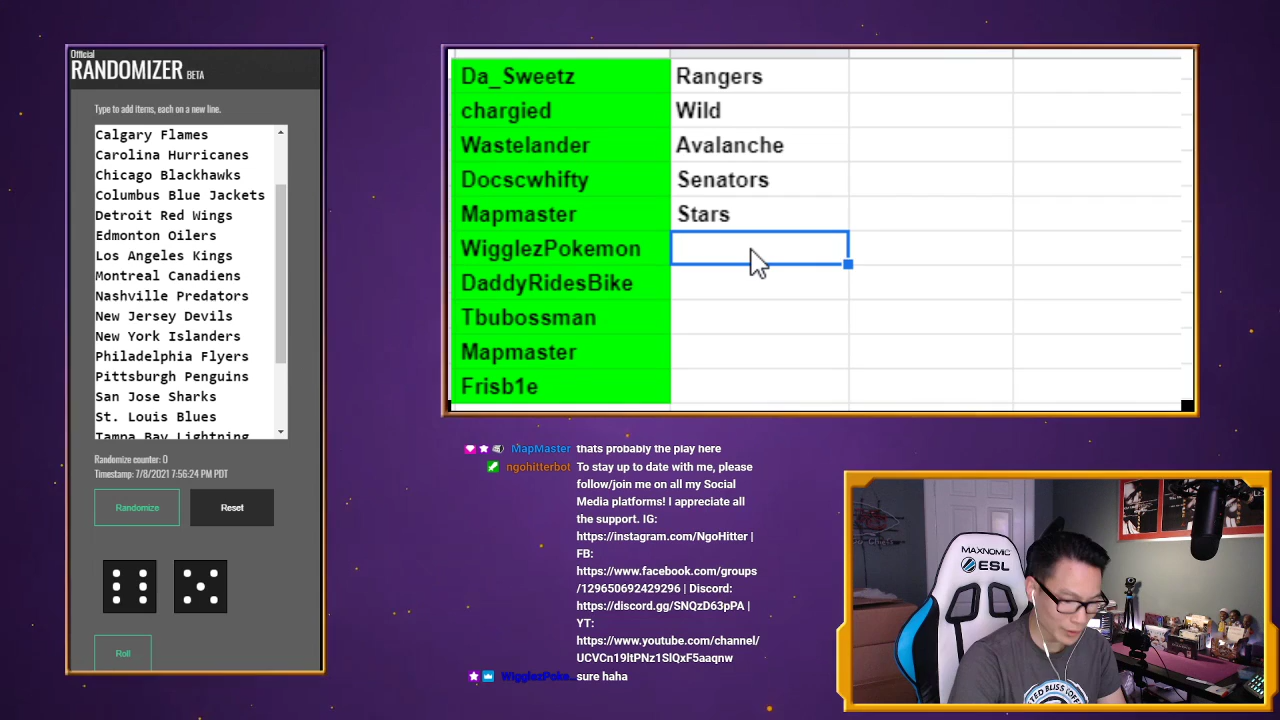 Official
RANDOMIZER BETA
Type to add items, each on a new line.
Calgary Flames
Carolina Hurricanes
Chicago Blackhawks
Columbus Blue Jackets
Detroit Red Wings
Edmonton Oilers
Los Angeles Kings
Montreal Canadiens
Nashville Predators
New Jersey Devils
New York Islanders
Philadelphia Flyers
Pittsburgh Penguins
San Jose Sharks
St. Louis Blues
Tampa Bay Lightning
Randomize counter: 0
Timestamp: 7/8/2021 7:56:24 PM PDT
Randomize Reset
Roll
Da_Sweetz Rangers
chargied Wild
Wastelander Avalanche
Docscwhifty Senators
Mapmaster Stars
WigglezPokemon
DaddyRidesBike
Tbubossman
Mapmaster
Frisb1e
MapMaster thats probably the play here
ngohitterbot To stay up to date with me, please
follow/join me on all my Social
Media platforms! I appreciate all
the support. IG:
https://instagram.com/NgoHitter |
FB:
https://www.facebook.com/groups
/129650692429296 | Discord:
https://discord.gg/SNQzD63pPA |
YT:
https://www.youtube.com/channel/
UCVCn19ltPNz1SlQxF5aaqnw
WigglezPoke.. sure haha
MAXNOMIC
ESL